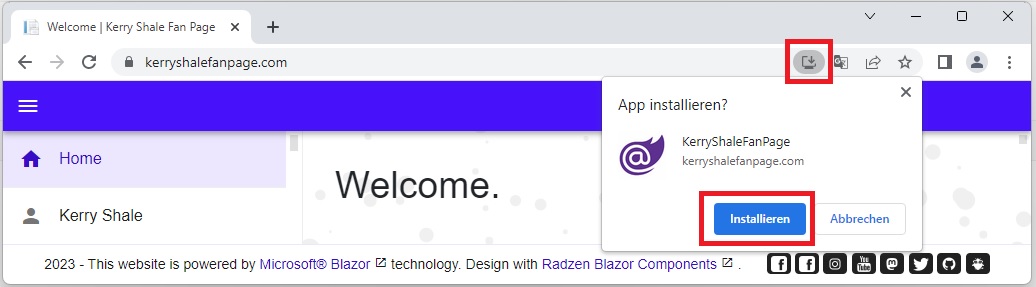 Welcome | Kerry Shale Fan Page
kerryshalefanpage.com
App installieren?
KerryShaleFanPage
kerryshalefanpage.com
Installieren
Abbrechen
Home
Kerry Shale
Welcome.
2023 - This website is powered by Microsoft® Blazor technology. Design with Radzen Blazor Components .